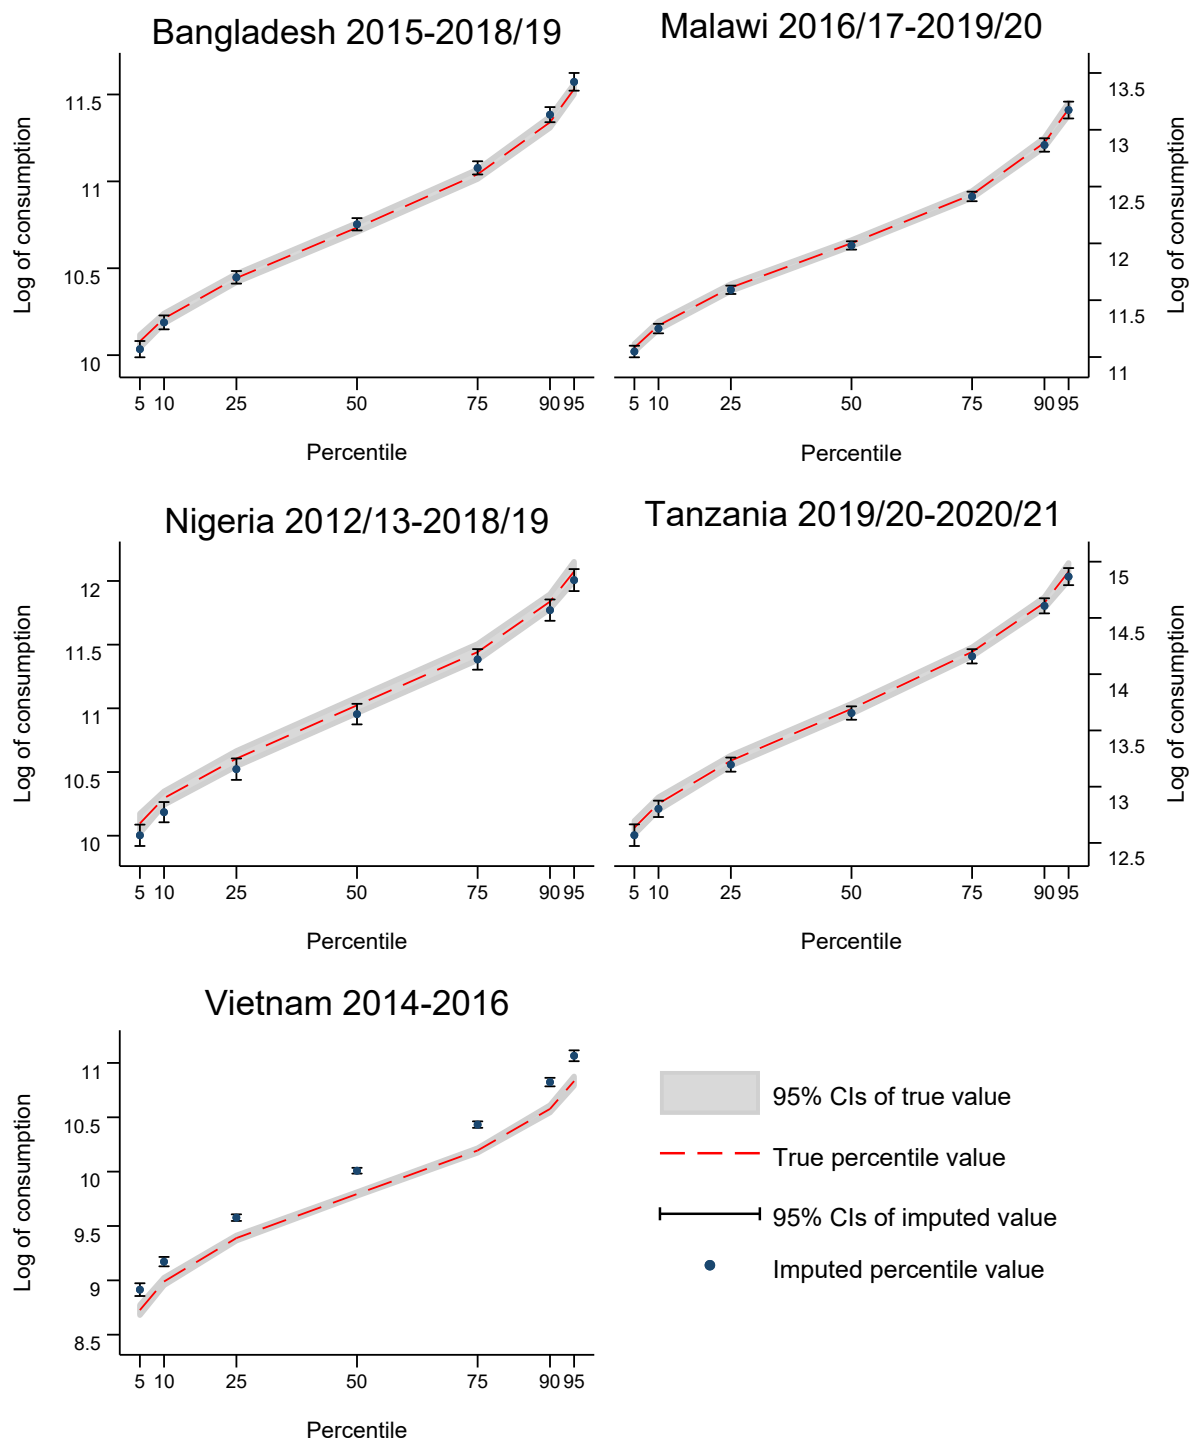 Bangladesh 2015-2018/19
Log of consumption
11.5
11
10.5
10
5 10 25 50 75 90 95
Percentile
Malawi 2016/17-2019/20
13.5
13
12.5
12
11.5
11
Log of consumption
5 10 25 50 75 90 95
Percentile
Nigeria 2012/13-2018/19
Log of consumption
12
11.5
11
10.5
10
5 10 25 50 75 90 95
Percentile
Tanzania 2019/20-2020/21
15
14.5
14
13.5
13
12.5
Log of consumption
5 10 25 50 75 90 95
Percentile
Vietnam 2014-2016
Log of consumption
11
10.5
10
9.5
9
8.5
5 10 25 50 75 90 95
Percentile
95% CIs of true value
True percentile value
95% CIs of imputed value
Imputed percentile value